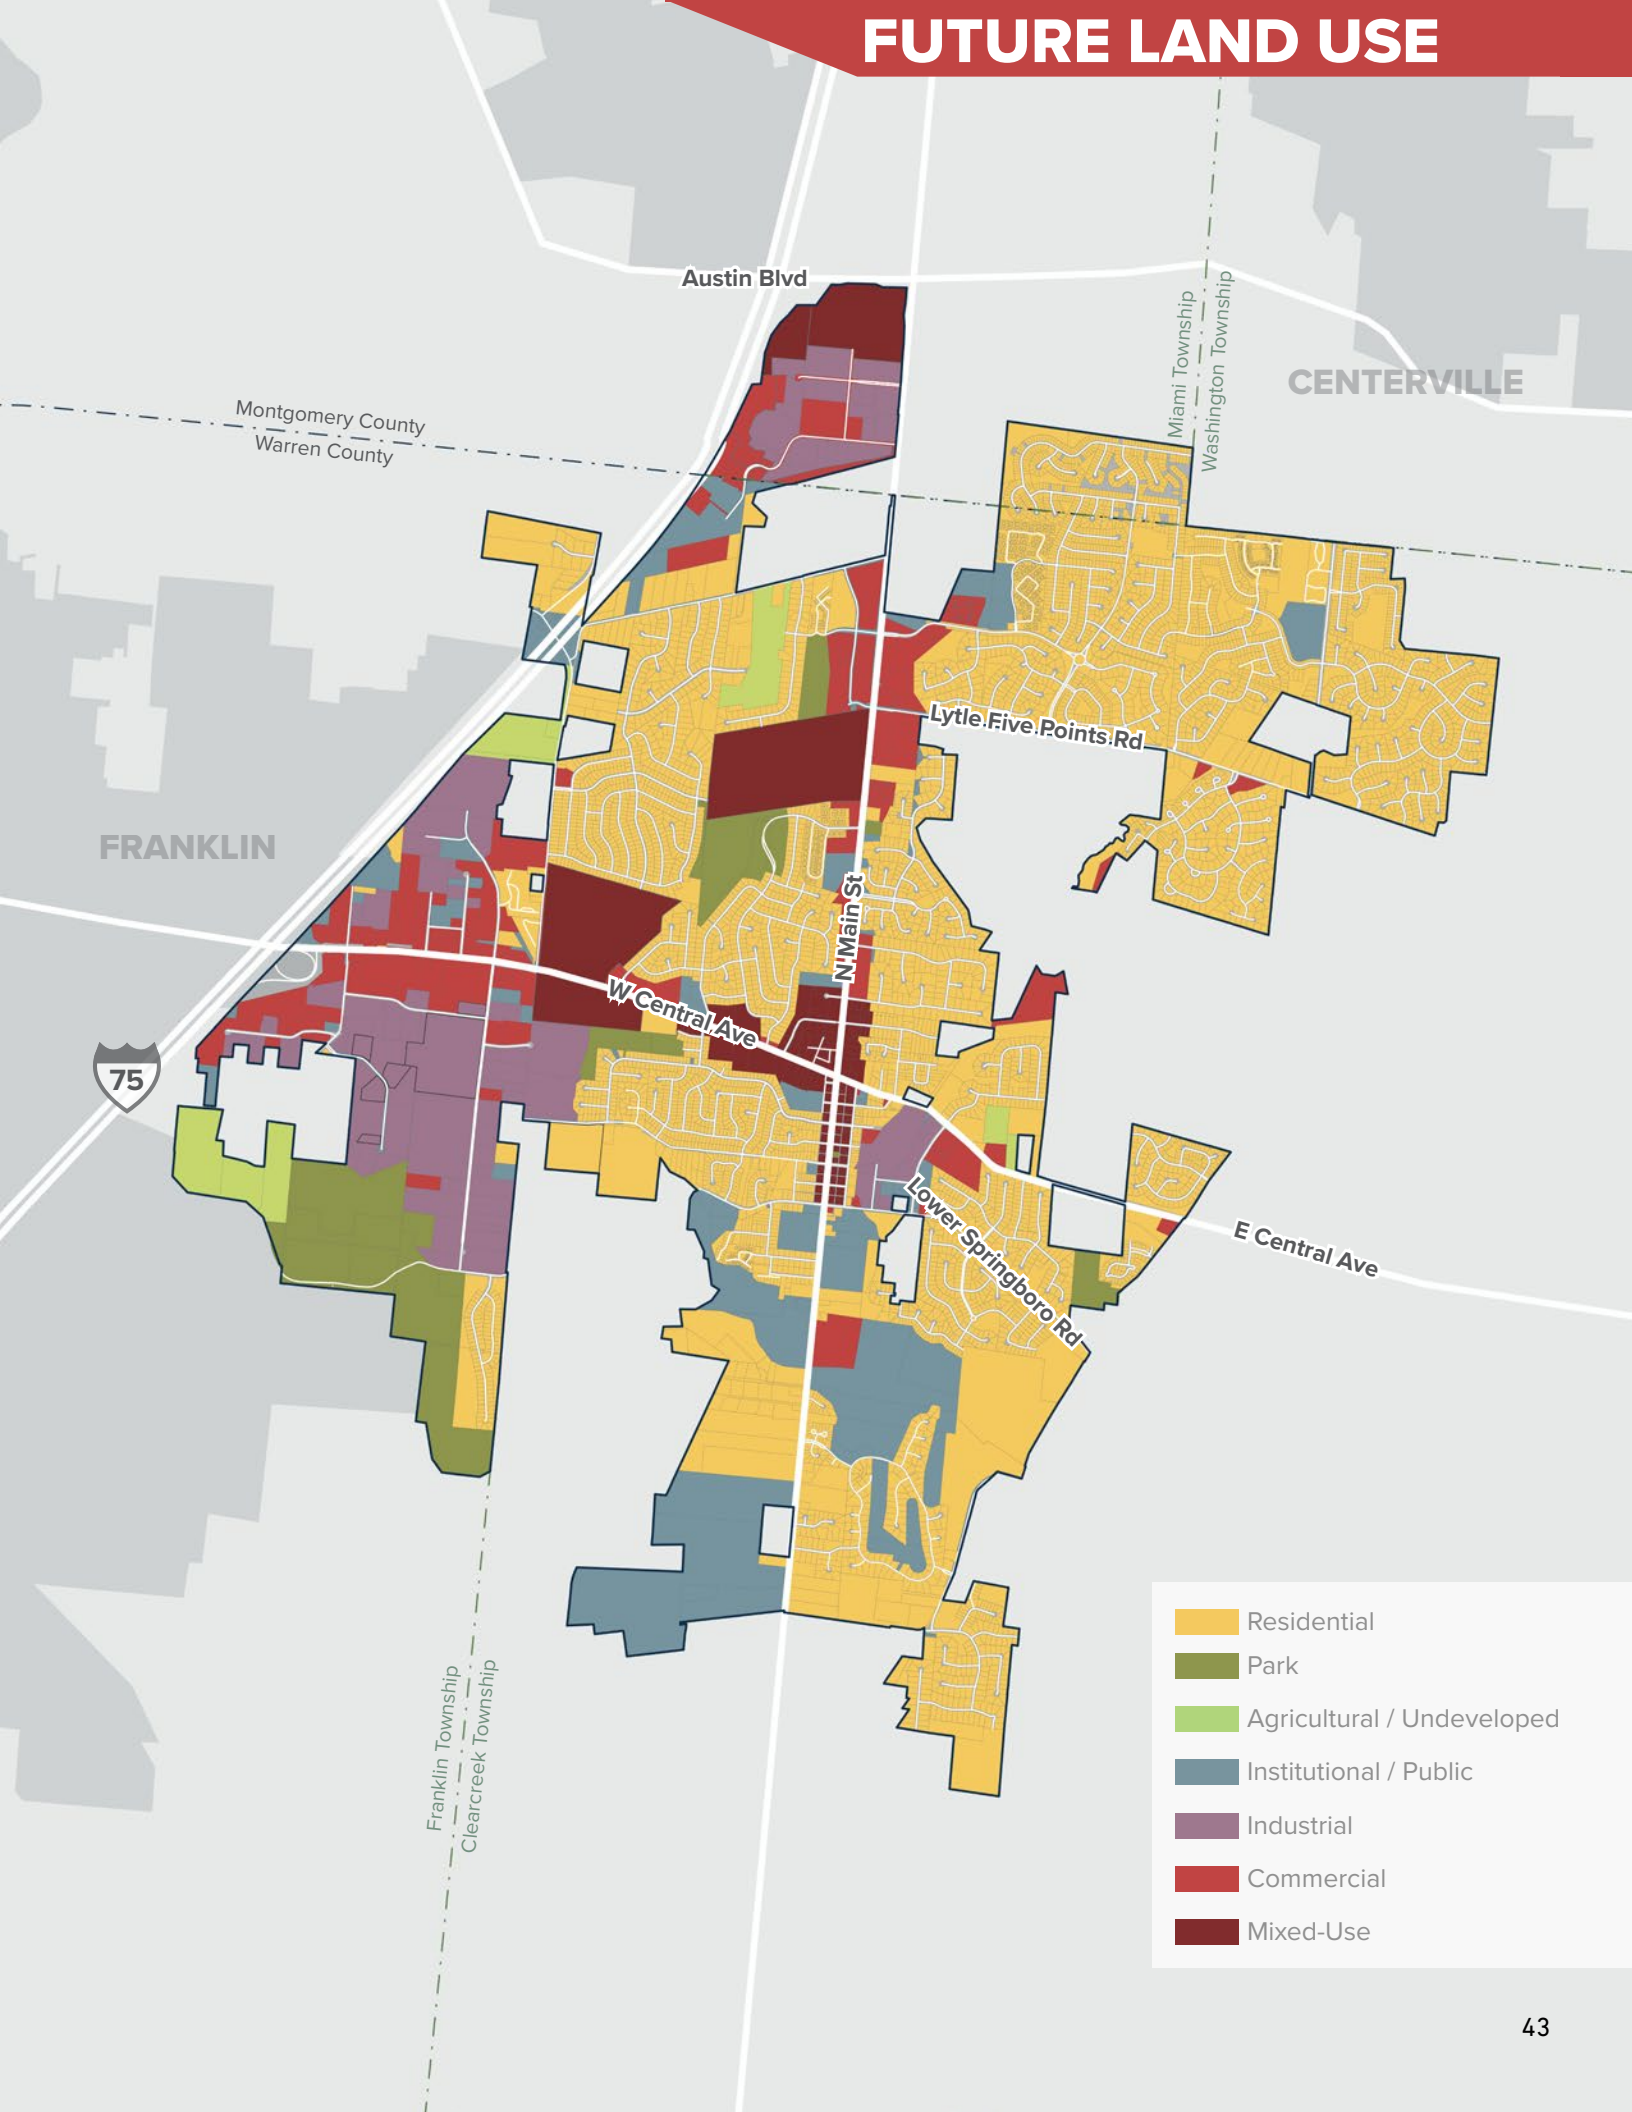 FUTURE LAND USE
Austin Blvd
Miami Township
Washington Township
CENTERVILLE
Montgomery County
Warren County
Lytle Five Points Rd
FRANKLIN
N Main St
W Central Ave
75
Lower Springboro Rd
E Central Ave
Residential
Park
Agricultural / Undeveloped
Institutional / Public
Industrial
Commercial
Mixed-Use
Franklin Township
Clearcreek Township
43